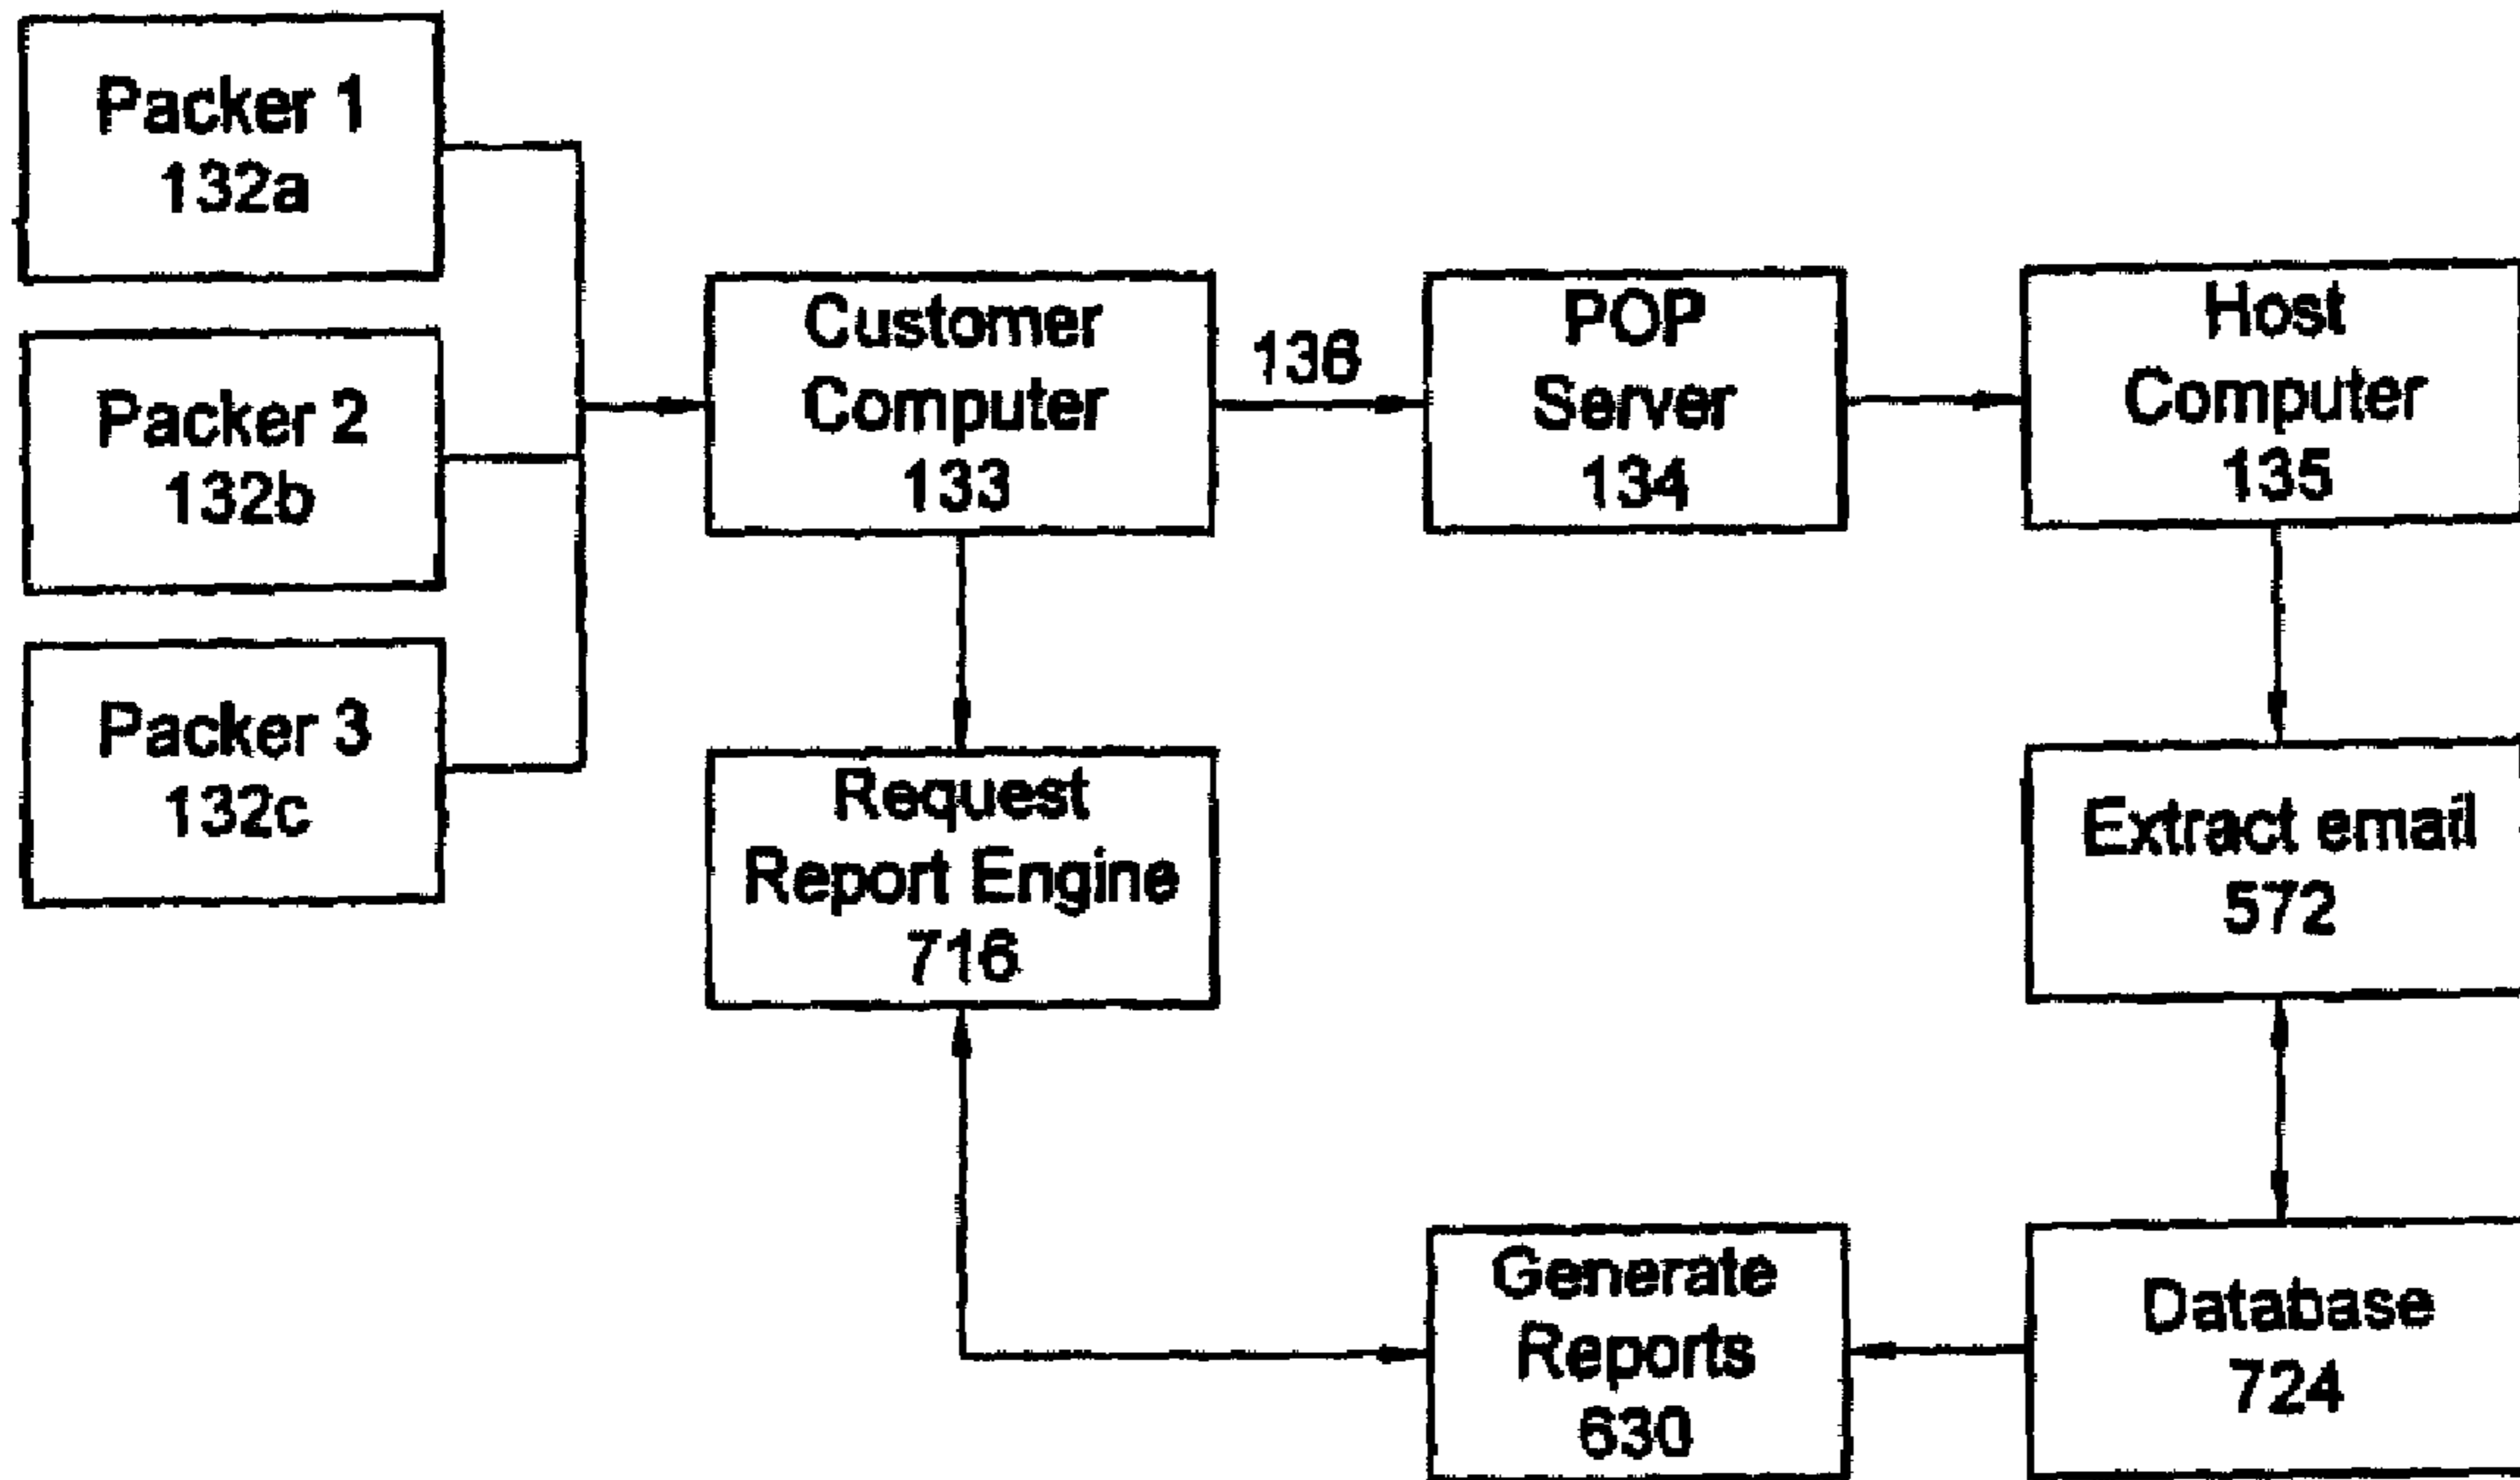 Packer 1
132a
Packer 2
132b
Packer 3
132c
Customer
Computer
133
136
POP
Server
134
Host
Computer
135
Request
Report Engine
716
Extract email
572
Generate
Reports
630
Database
724